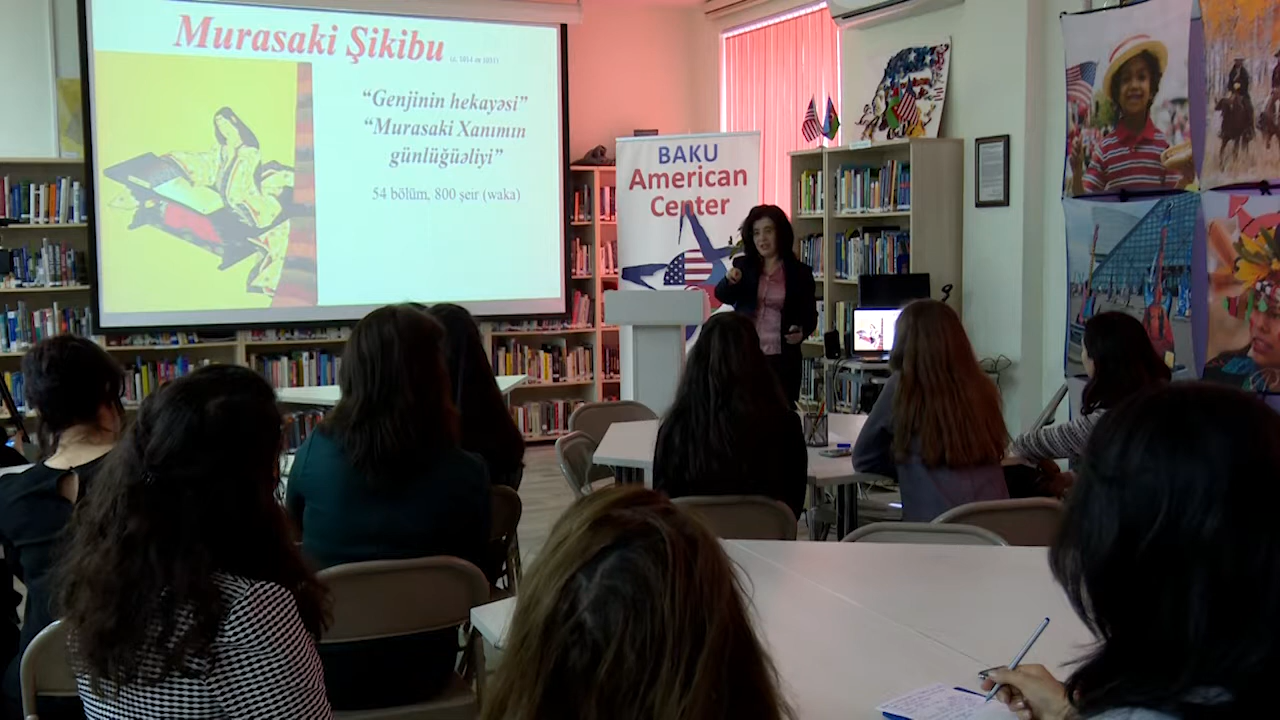 Murasaki Şikibu
“Genjinin hekayəsi”
“Murasaki Xanımın
günlüğüəliyi”
54 bölüm, 800 şeir (waka)
BAKU
American
Center